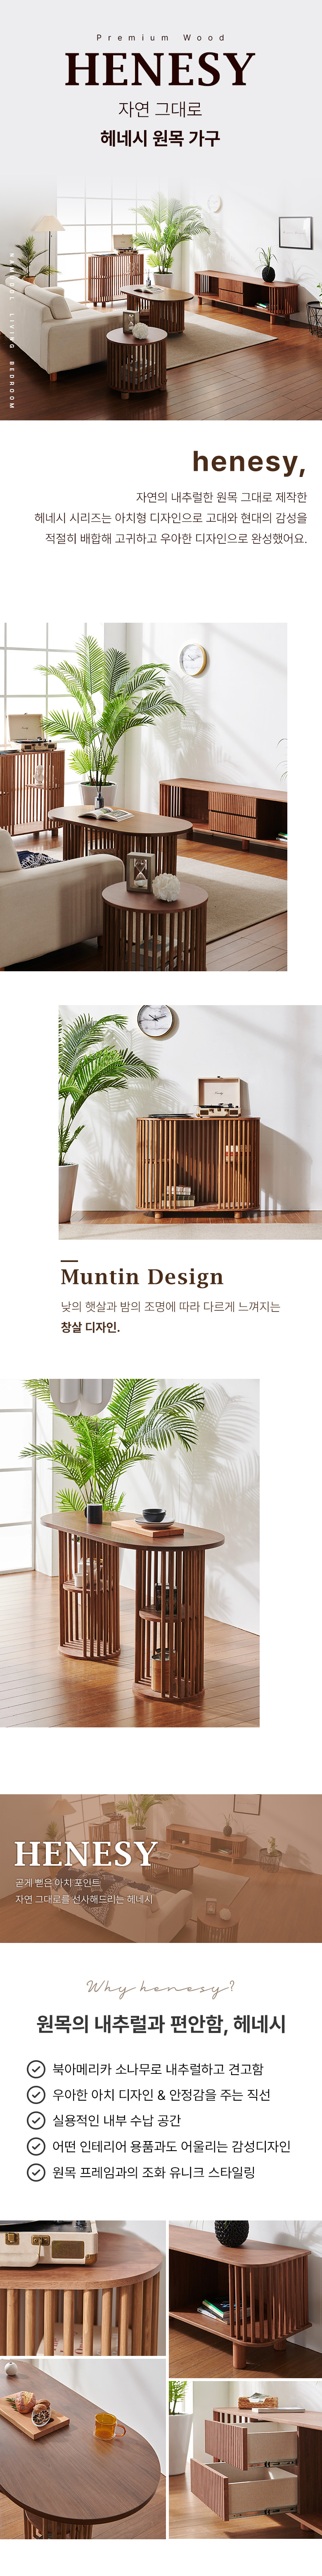 Premium Wood
HENESY
자연 그대로
헤네시 원목 가구
LIVING BEDROOM
henesy,
자연의 내추럴한 원목 그대로 제작한
헤네시 시리즈는 아치형 디자인으로 고대와 현대의 감성을
적절히 배합해 고귀하고 우아한 디자인으로 완성했어요.
Muntin Design
낮의 햇살과 밤의 조명에 따라 다르게 느껴지는
창살 디자인.
HENESY
곧게 뻗은 아치 포인트
자연 그대로를 선사해드리는 헤네시
Why henesy?
원목의 내추럴과 편안함, 헤네시
북아메리카 소나무로 내추럴하고 견고함
우아한 아치 디자인 & 안정감을 주는 직선
실용적인 내부 수납 공간
어떤 인테리어 용품과도 어울리는 감성디자인
원목 프레임과의 조화 유니크 스타일링